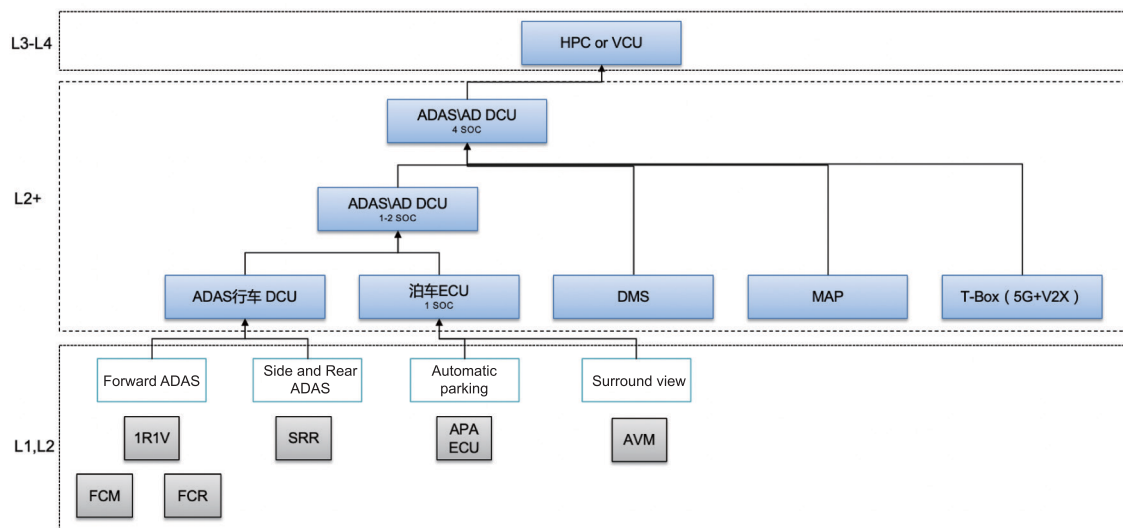 L3-L4
HPC or VCU
ADAS\AD DCU
4 SOC
L2+
ADAS\AD DCU
1-2 SOC
ADAS行车 DCU
泊车ECU
1 SOC
DMS
MAP
T-Box（5G+V2X）
Forward ADAS
Side and Rear
ADAS
Automatic
parking
Surround view
L1,L2
1R1V
SRR
APA
ECU
AVM
FCM
FCR